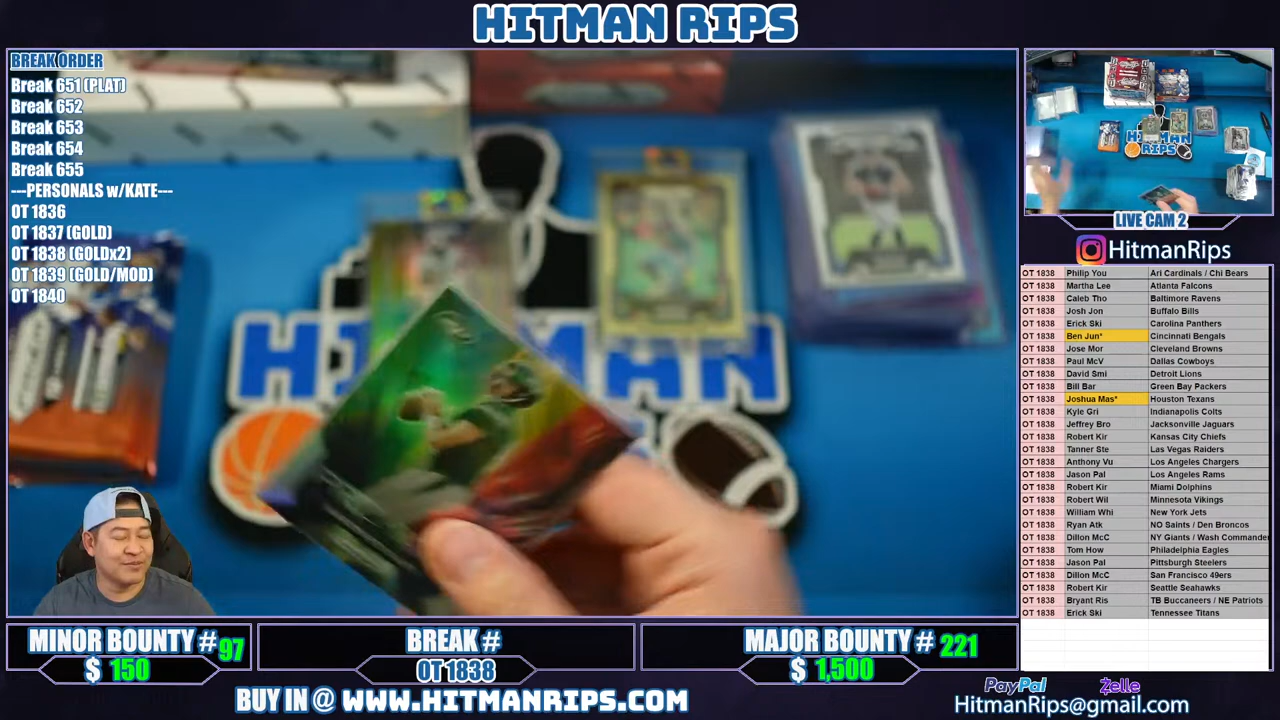 HITMAN RIPS
BREAK ORDER
Break 651 (PLAT)
Break 652
Break 653
Break 654
Break 655
---PERSONALS w/KATE---
OT 1836
OT 1837 (GOLD)
OT 1838 (GOLDx2)
OT 1839 (GOLD/MOD)
OT 1840
HITMAN
RIPS
LIVE CAM 2
HitmanRips
OT 1838 Philip You Ari Cardinals / Chi Bears
OT 1838 Martha Lee Atlanta Falcons
OT 1838 Caleb Tho Baltimore Ravens
OT 1838 Josh Jon Buffalo Bills
OT 1838 Erick Ski Carolina Panthers
OT 1838 Ben Jun* Cincinnati Bengals
OT 1838 Jose Mor Cleveland Browns
OT 1838 Paul McV Dallas Cowboys
OT 1838 David Smi Detroit Lions
OT 1838 Bill Bar Green Bay Packers
OT 1838 Joshua Mas* Houston Texans
OT 1838 Kyle Gri Indianapolis Colts
OT 1838 Jeffrey Bro Jacksonville Jaguars
OT 1838 Robert Kir Kansas City Chiefs
OT 1838 Tanner Ste Las Vegas Raiders
OT 1838 Anthony Vu Los Angeles Chargers
OT 1838 Jason Pal Los Angeles Rams
OT 1838 Robert Kir Miami Dolphins
OT 1838 Robert Wil Minnesota Vikings
OT 1838 William Whi New York Jets
OT 1838 Ryan Atk NO Saints / Den Broncos
OT 1838 Dillon McC NY Giants / Wash Commander
OT 1838 Tom How Philadelphia Eagles
OT 1838 Jason Pal Pittsburgh Steelers
OT 1838 Dillon McC San Francisco 49ers
OT 1838 Robert Kir Seattle Seahawks
OT 1838 Bryant Ris TB Buccaneers / NE Patriots
OT 1838 Erick Ski Tennessee Titans
MINOR BOUNTY # 97
$ 150
BREAK #
OT 1838
MAJOR BOUNTY # 221
$ 1,500
BUY IN @ WWW.HITMANRIPS.COM
PayPal Zelle
HitmanRips@gmail.com